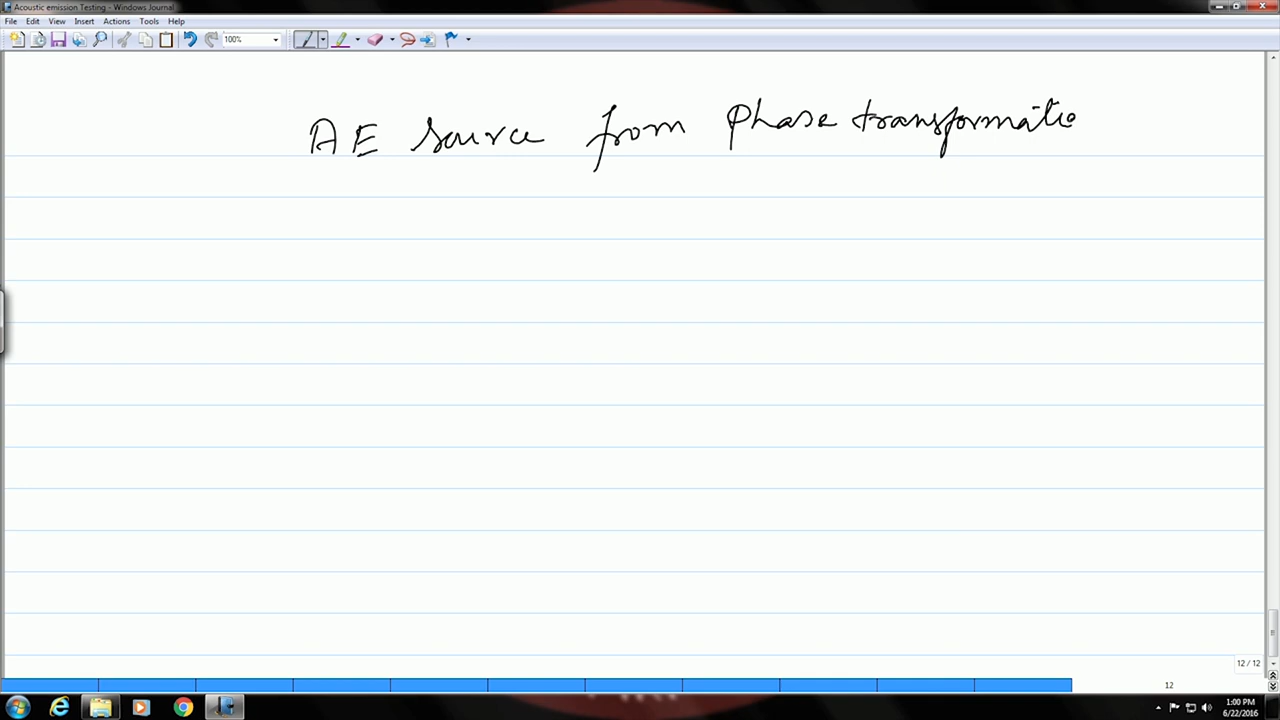 Acoustic emission Testing - Windows Journal
File Edit View Insert Actions Tools Help
100%
AE source from Phase transformatio
12 / 12
12
1:00 PM
6/22/2016